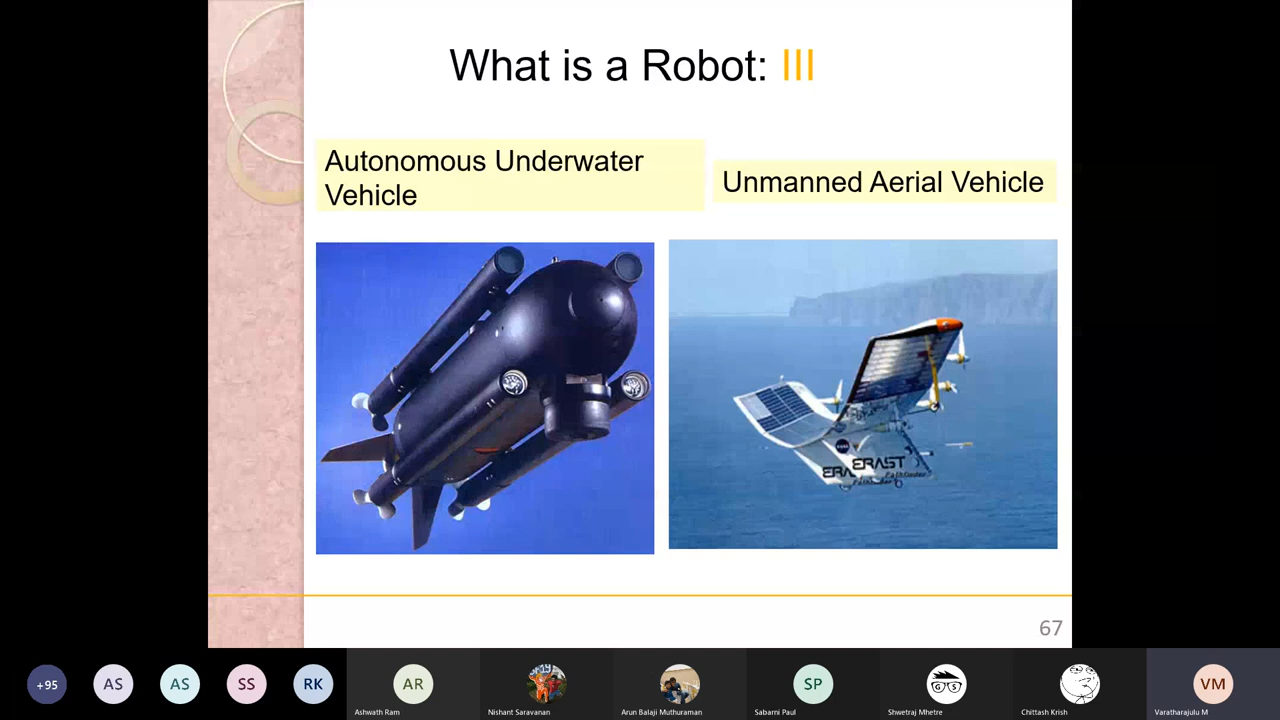 What is a Robot: III
Autonomous Underwater
Vehicle
Unmanned Aerial Vehicle
ERAST
67
+95
AS
AS
SS
RK
AR
SP
VM
Ashwath Ram
Nishant Saravanan
Arun Balaji Muthuraman
Sabarni Paul
Shwetraj Mhetre
Chittash Krish
Varatharajulu M